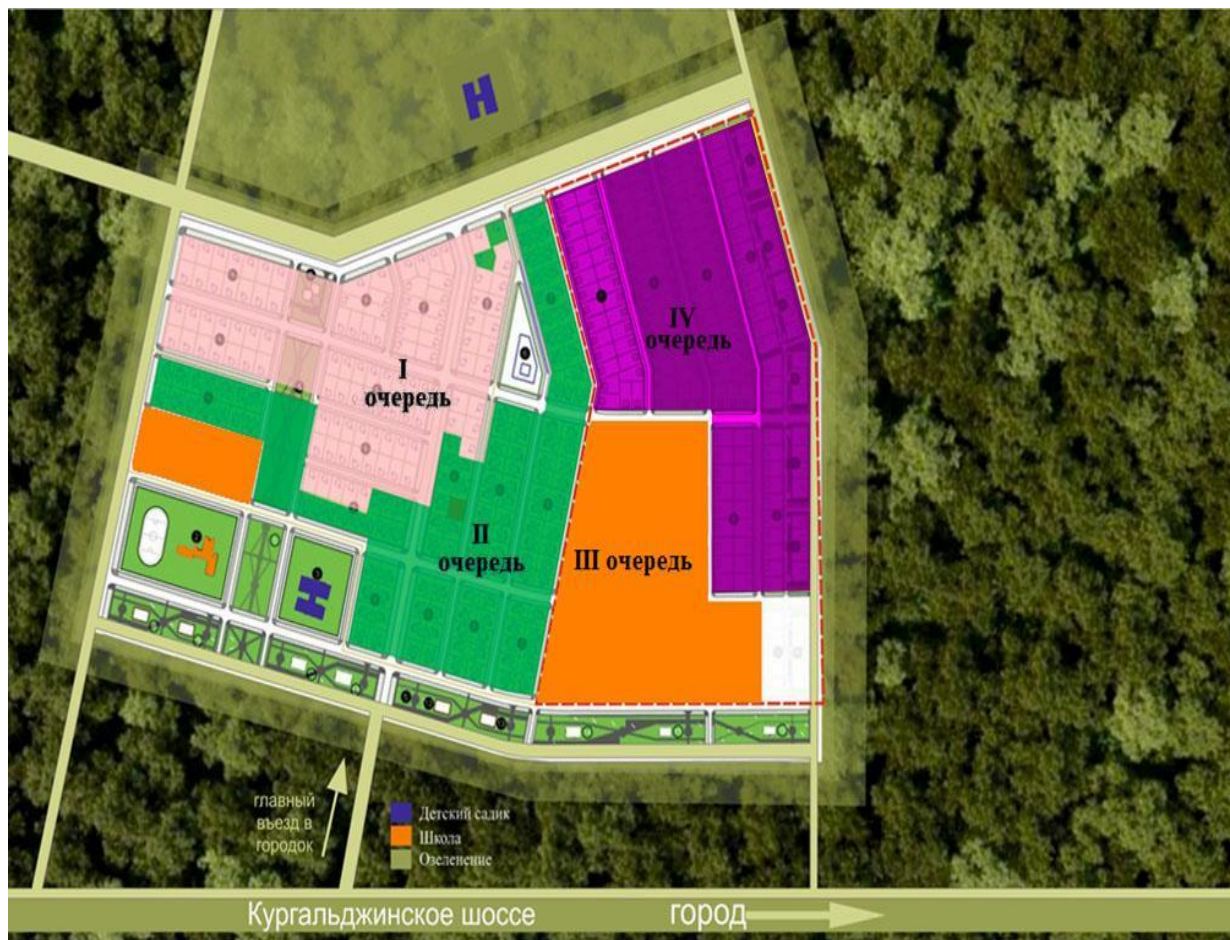 IV
очередь
I
очередь
II
очередь
III очередь
главный
въезд в
городок
Детский садик
Школа
Озеленение
Кургальджинское шоссе
город